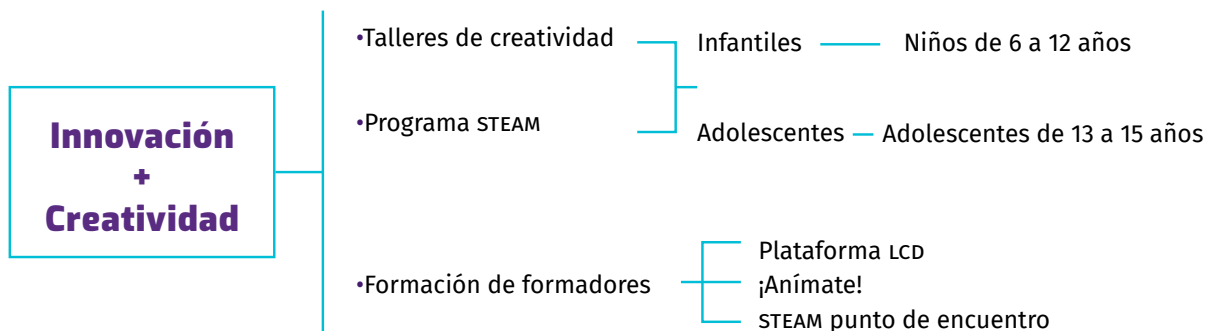 Innovación
+
Creatividad
•Talleres de creatividad
Infantiles
Niños de 6 a 12 años
•Programa STEAM
Adolescentes
Adolescentes de 13 a 15 años
•Formación de formadores
Plataforma LCD
¡Anímate!
STEAM punto de encuentro